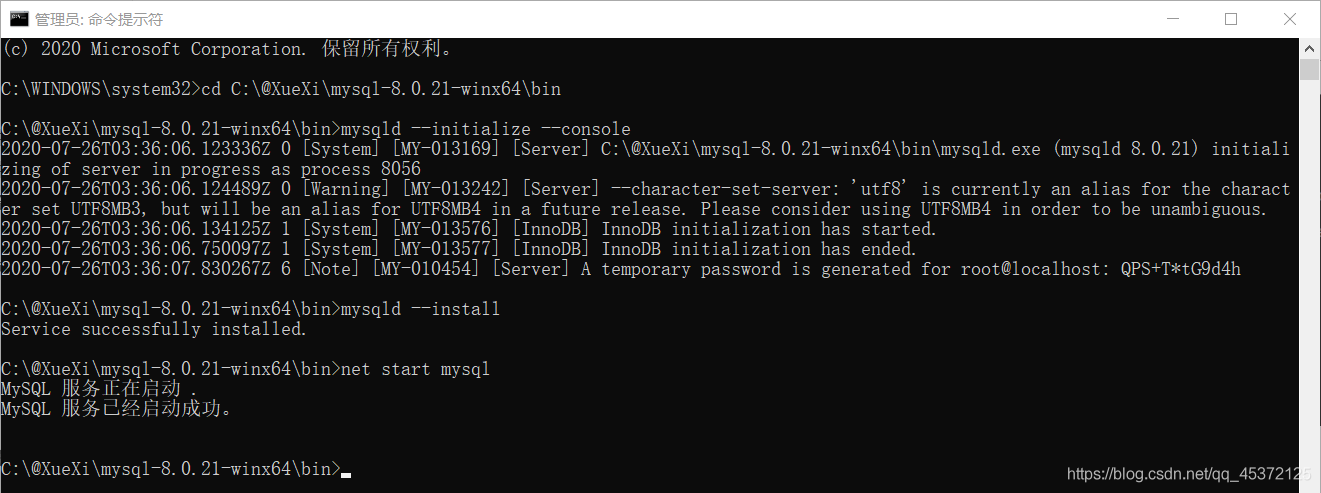 管理员: 命令提示符
(c) 2020 Microsoft Corporation. 保留所有权利。
C:\WINDOWS\system32>cd C:\@XueXi\mysql-8.0.21-winx64\bin
C:\@XueXi\mysql-8.0.21-winx64\bin>mysqld --initialize --console
2020-07-26T03:36:06.123336Z 0 [System] [MY-013169] [Server] C:\@XueXi\mysql-8.0.21-winx64\bin\mysqld.exe (mysqld 8.0.21) initiali
zing of server in progress as process 8056
2020-07-26T03:36:06.124489Z 0 [Warning] [MY-013242] [Server] --character-set-server: 'utf8' is currently an alias for the charact
er set UTF8MB3, but will be an alias for UTF8MB4 in a future release. Please consider using UTF8MB4 in order to be unambiguous.
2020-07-26T03:36:06.134125Z 1 [System] [MY-013576] [InnoDB] InnoDB initialization has started.
2020-07-26T03:36:06.750097Z 1 [System] [MY-013577] [InnoDB] InnoDB initialization has ended.
2020-07-26T03:36:07.830267Z 6 [Note] [MY-010454] [Server] A temporary password is generated for root@localhost: QPS+T*tG9d4h
C:\@XueXi\mysql-8.0.21-winx64\bin>mysqld --install
Service successfully installed.
C:\@XueXi\mysql-8.0.21-winx64\bin>net start mysql
MySQL 服务正在启动 .
MySQL 服务已经启动成功。
C:\@XueXi\mysql-8.0.21-winx64\bin>
https://blog.csdn.net/qq_45372125